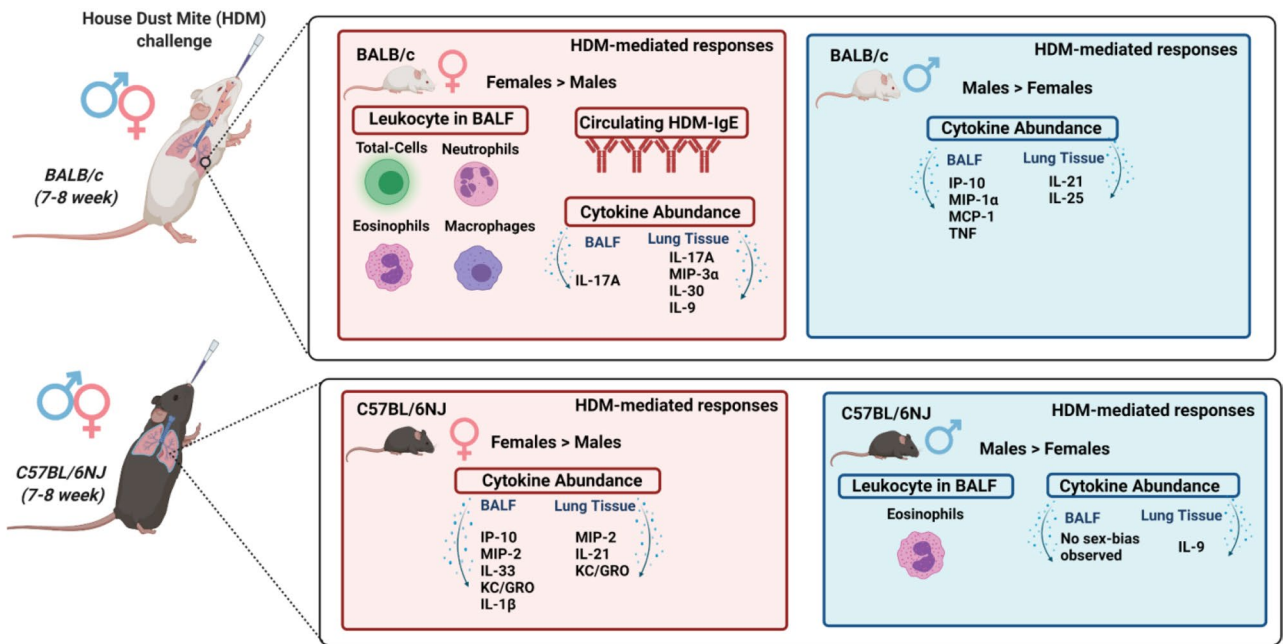 House Dust Mite (HDM)
challenge
BALB/c
(7-8 week)
HDM-mediated responses
BALB/c
Females > Males
Leukocyte in BALF
Total-Cells
Neutrophils
Eosinophils
Macrophages
Circulating HDM-IgE
Cytokine Abundance
BALF
IL-17A
Lung Tissue
IL-17A
MIP-3α
IL-30
IL-9
HDM-mediated responses
BALB/c
Males > Females
Cytokine Abundance
BALF
IP-10
MIP-1α
MCP-1
TNF
Lung Tissue
IL-21
IL-25
C57BL/6NJ
(7-8 week)
HDM-mediated responses
C57BL/6NJ
Females > Males
Cytokine Abundance
BALF
IP-10
MIP-2
IL-33
KC/GRO
IL-1β
Lung Tissue
MIP-2
IL-21
KC/GRO
HDM-mediated responses
C57BL/6NJ
Males > Females
Leukocyte in BALF
Eosinophils
Cytokine Abundance
BALF
No sex-bias
observed
Lung Tissue
IL-9